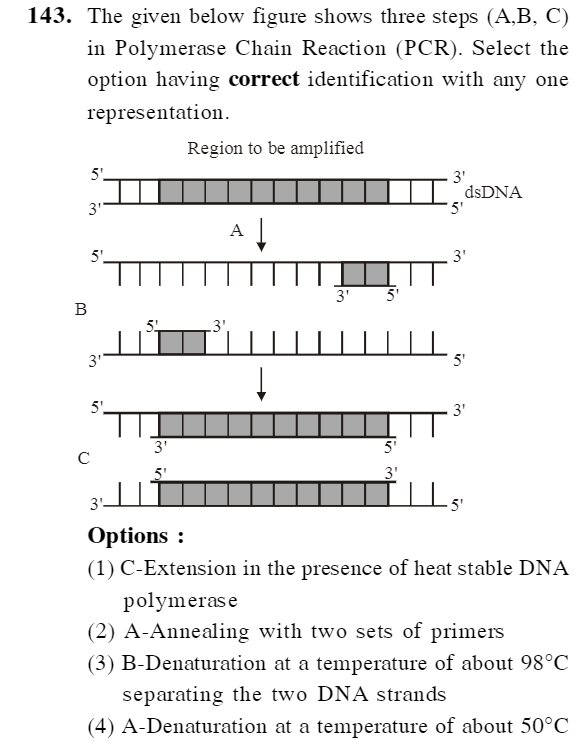 143. The given below figure shows three steps (A,B, C)
in Polymerase Chain Reaction (PCR). Select the
option having correct identification with any one
representation.
Region to be amplified
5' 3'
dsDNA
3' 5'
A
5' 3'
3' 5'
B
5' 3'
3' 5'
5' 3'
3' 5'
C
5' 3'
3' 5'
Options :
(1) C-Extension in the presence of heat stable DNA
polymerase
(2) A-Annealing with two sets of primers
(3) B-Denaturation at a temperature of about 98°C
separating the two DNA strands
(4) A-Denaturation at a temperature of about 50°C